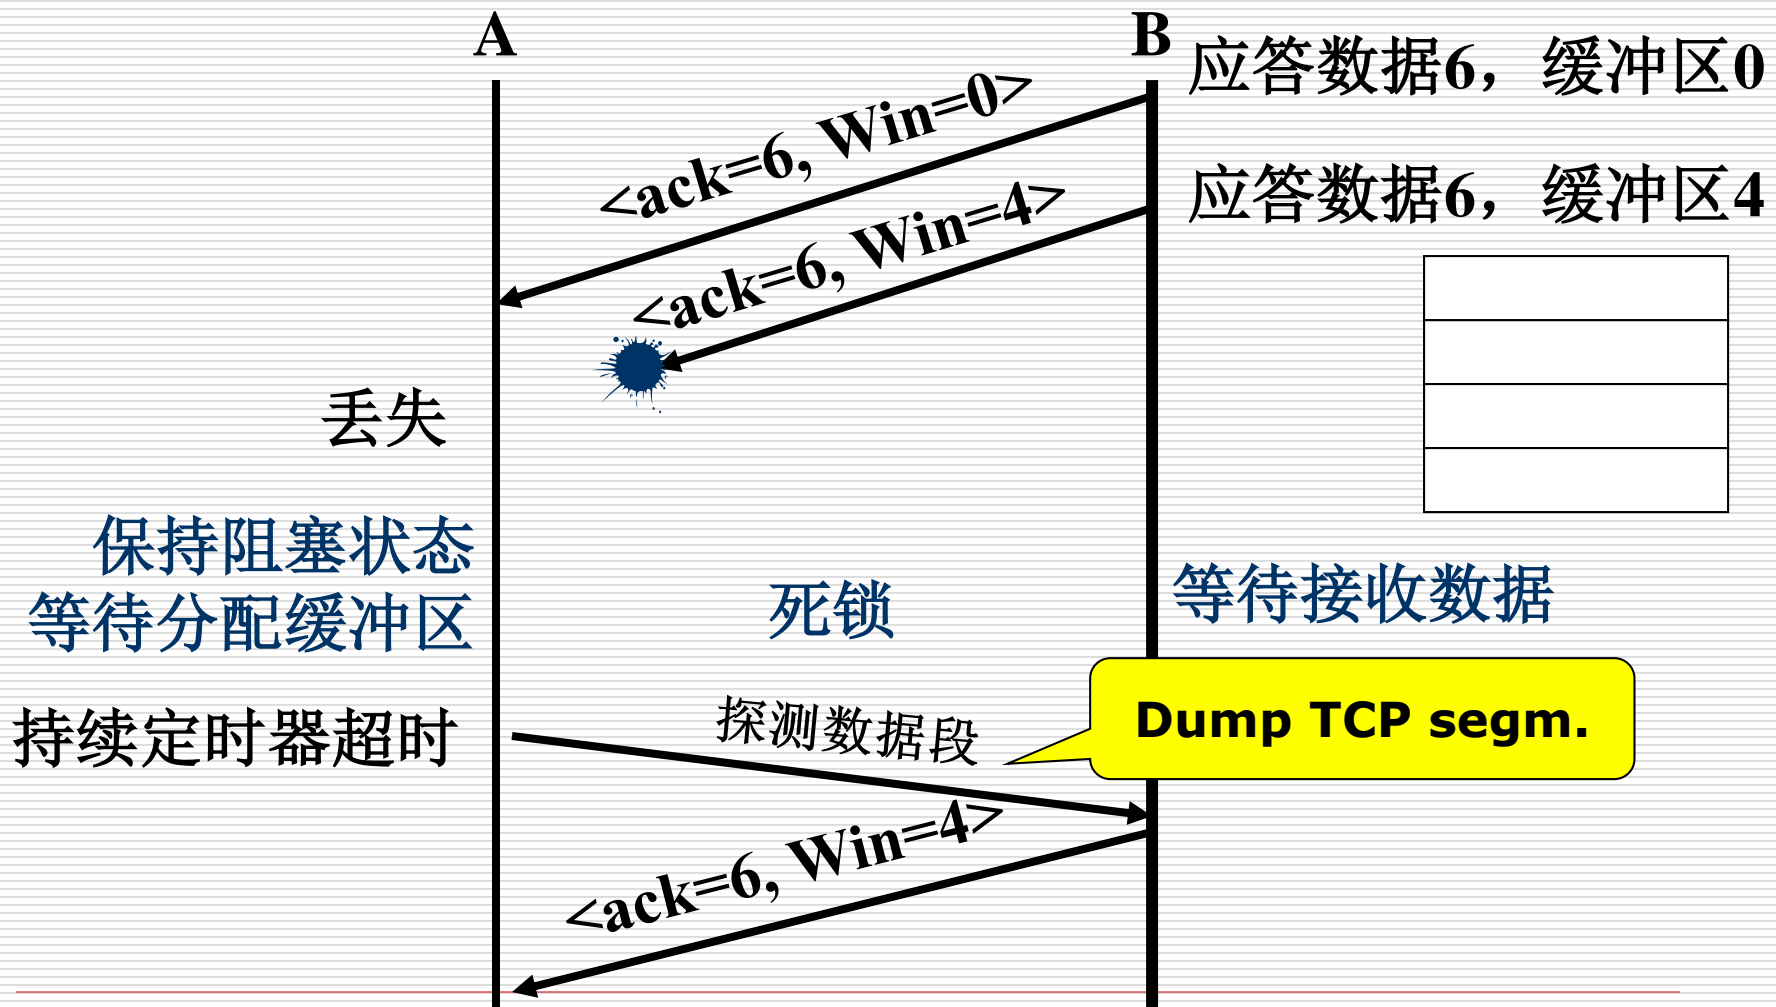 A
B
应答数据6，缓冲区0
<ack=6, Win=0>
应答数据6，缓冲区4
<ack=6, Win=4>
丢失
保持阻塞状态
等待分配缓冲区
死锁
等待接收数据
持续定时器超时
探测数据段
Dump TCP segm.
<ack=6, Win=4>